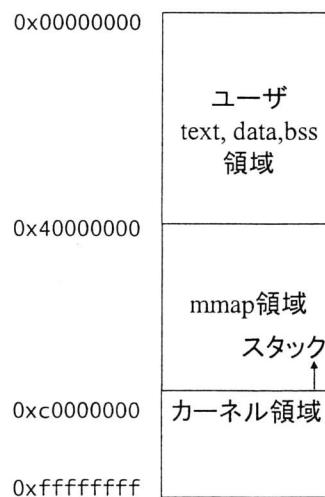 0x00000000
ユーザ
text, data,bss
領域
0x40000000
mmap領域
スタック
0xc0000000
カーネル領域
0xffffffff